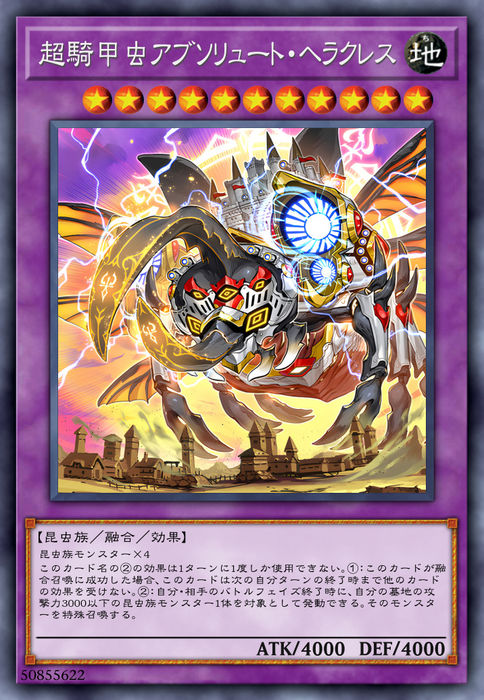 超騎甲虫アブソリュート・ヘラクレス
ち
地
【昆虫族／融合／効果】
昆虫族モンスター×4
このカード名の②の効果は1ターンに1度しか使用できない。①：このカードが融
合召喚に成功した場合、このカードは次の自分ターンの終了時まで他のカード
の効果を受けない。②：自分・相手のバトルフェイズ終了時に、自分の墓地の攻
撃力3000以下の昆虫族モンスター1体を対象として発動できる。そのモンスタ
ーを特殊召喚する。
ATK/4000 DEF/4000
50855622